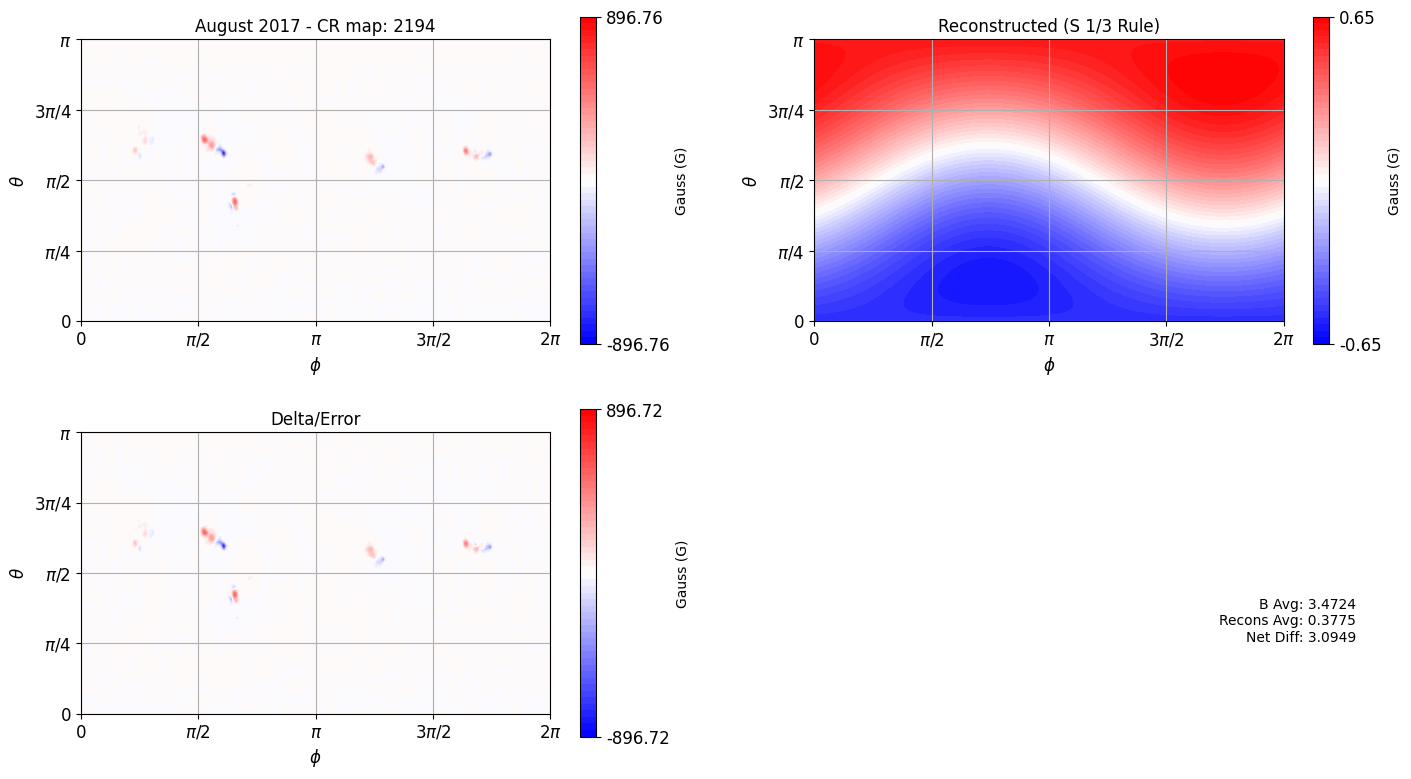 August 2017 - CR map: 2194
π
3π/4
π/2
π/4
0
θ
0
π/2
π
3π/2
2π
ϕ
896.76
-896.76
Gauss (G)
Reconstructed (S 1/3 Rule)
π
3π/4
π/2
π/4
0
θ
0
π/2
π
3π/2
2π
ϕ
0.65
-0.65
Gauss (G)
Delta/Error
π
3π/4
π/2
π/4
0
θ
0
π/2
π
3π/2
2π
ϕ
896.72
-896.72
Gauss (G)
B Avg: 3.4724
Recons Avg: 0.3775
Net Diff: 3.0949